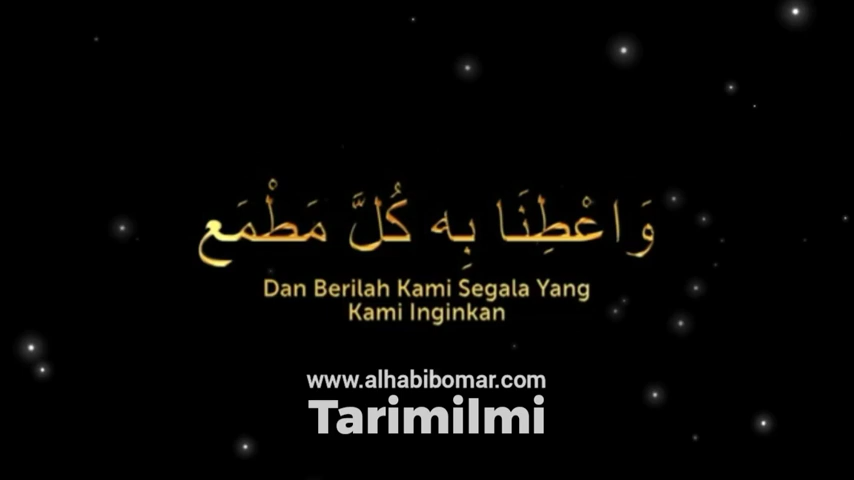 وَاعْطِنَا بِه كُلَّ مَطْمَع
Dan Berilah Kami Segala Yang
Kami Inginkan
www.alhabibomar.com
Tarimilmi